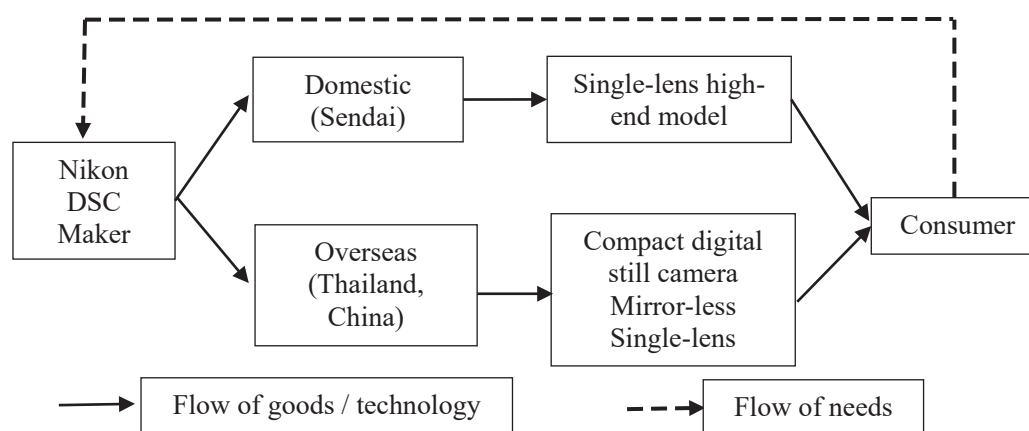 Nikon
DSC
Maker
Domestic
(Sendai)
Single-lens high-
end model
Overseas
(Thailand,
China)
Compact digital
still camera
Mirror-less
Single-lens
Consumer
Flow of goods / technology
Flow of needs